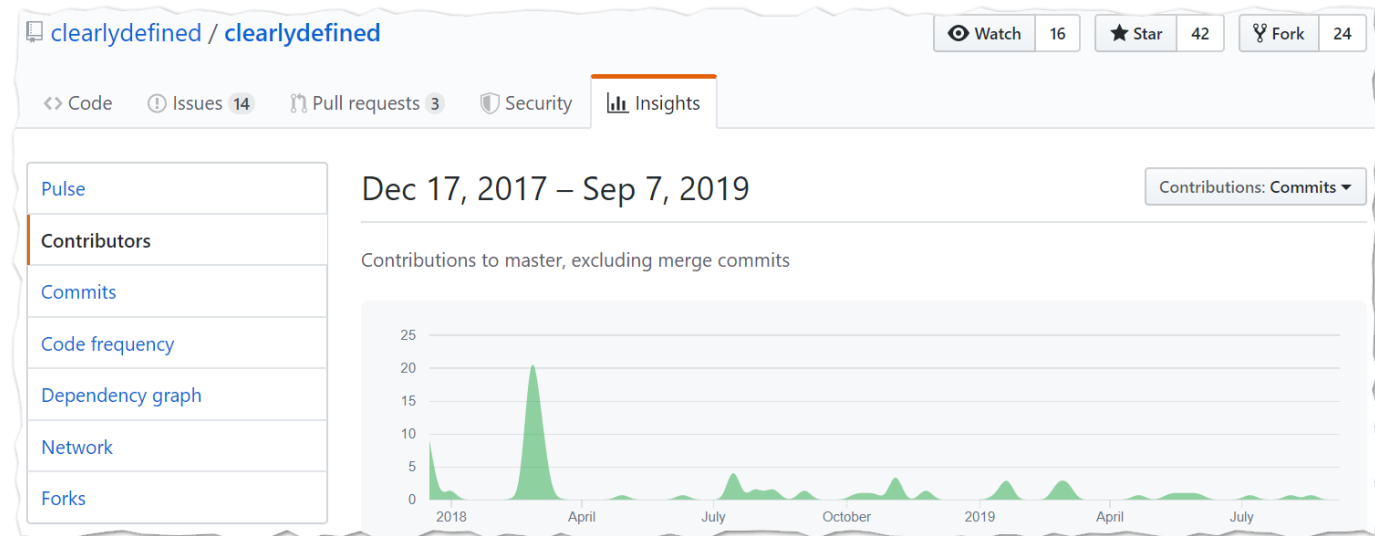 clearlydefined / clearlydefined
Watch 16 Star 42 Fork 24
Code Issues 14 Pull requests 3 Security Insights
Pulse
Contributors
Commits
Code frequency
Dependency graph
Network
Forks
Dec 17, 2017 – Sep 7, 2019
Contributions: Commits
Contributions to master, excluding merge commits
25
20
15
10
5
0
2018 April July October 2019 April July